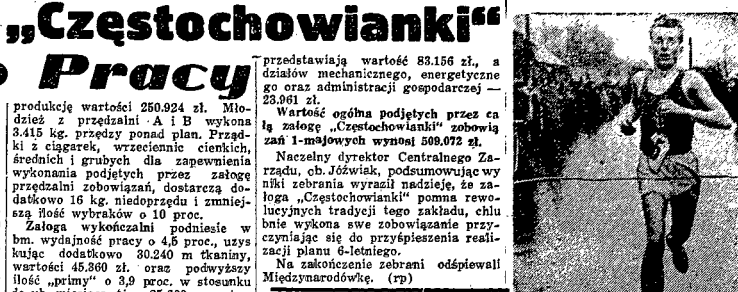 „Częstochowianki“
Pracy
produkcję wartości 250.924 zł. Mło-
dzież z przędzalni A i B wykona
3.415 kg. przędzy ponad plan. Prząd-
ki z ciągarek, wrzeciennic cienkich,
średnich i grubych dla zapewnienia
wykonania podjętych przez załogę
przędzalni zobowiązań, dostarczą do-
datkowo 16 kg. niedoprzędu i zmniej-
szą ilość wybraków o 10 proc.
Załoga wykończalni podniesie w
bm. wydajność pracy o 4,5 proc., uzys
kując dodatkowo 30.240 m tkaniny,
wartości 45.360 zł. oraz podwyższy
ilość „primy“ o 3,9 proc. w stosunku
przedstawiają wartość 83.156 zł., a
działów mechanicznego, energetyczne
go oraz administracji gospodarczej —
23.961 zł.
Wartość ogólna podjętych przez ca
łą załogę „Częstochowianki“ zobowią
zań 1-majowych wynosi 509.072 zł.
Naczelny dyrektor Centralnego Za-
rządu, ob. Jóźwiak, podsumowując wy
niki zebrania wyraził nadzieję, że za-
łoga „Częstochowianki“ pomna rewo-
lucyjnych tradycji tego zakładu, chlu
bnie wykona swe zobowiązanie przy-
czyniając się do przyśpieszenia reali-
zacji planu 6-letniego.
Na zakończenie zebrani odśpiewali
Międzynarodówkę. (rp)